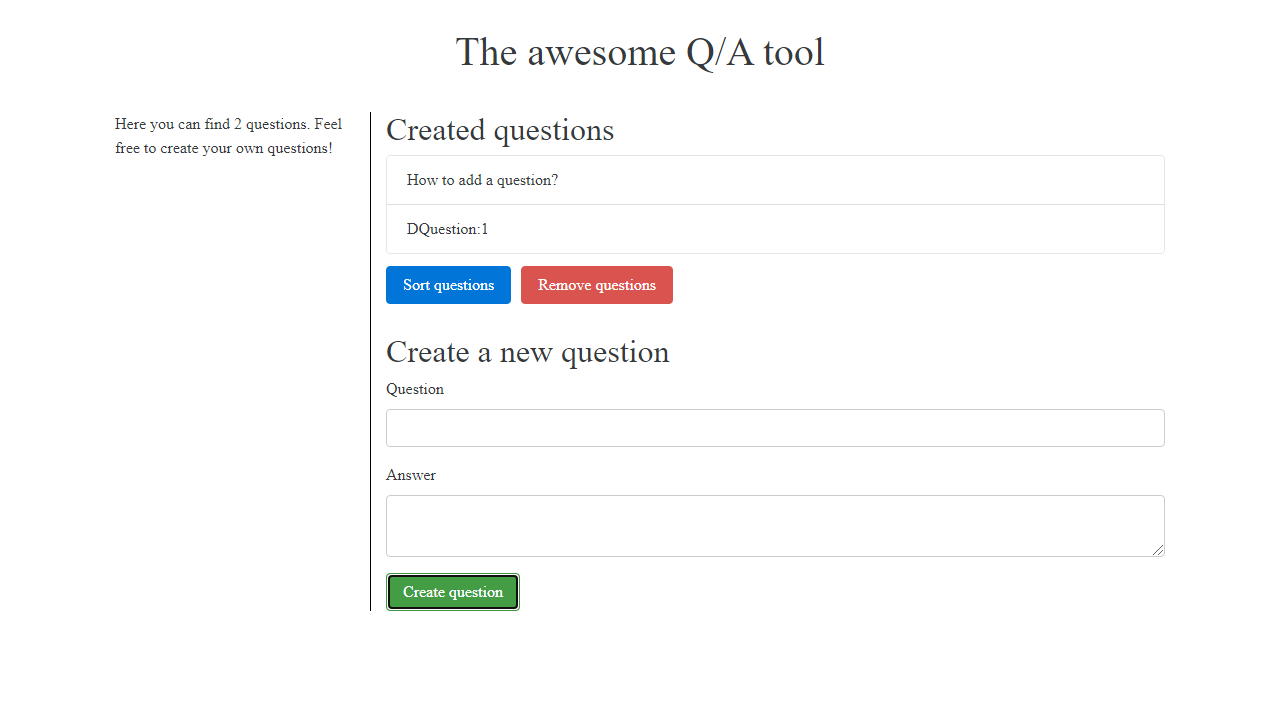 The awesome Q/A tool
Here you can find 2 questions. Feel
free to create your own questions!
Created questions
How to add a question?
DQuestion:1
Sort questions
Remove questions
Create a new question
Question
Answer
Create question